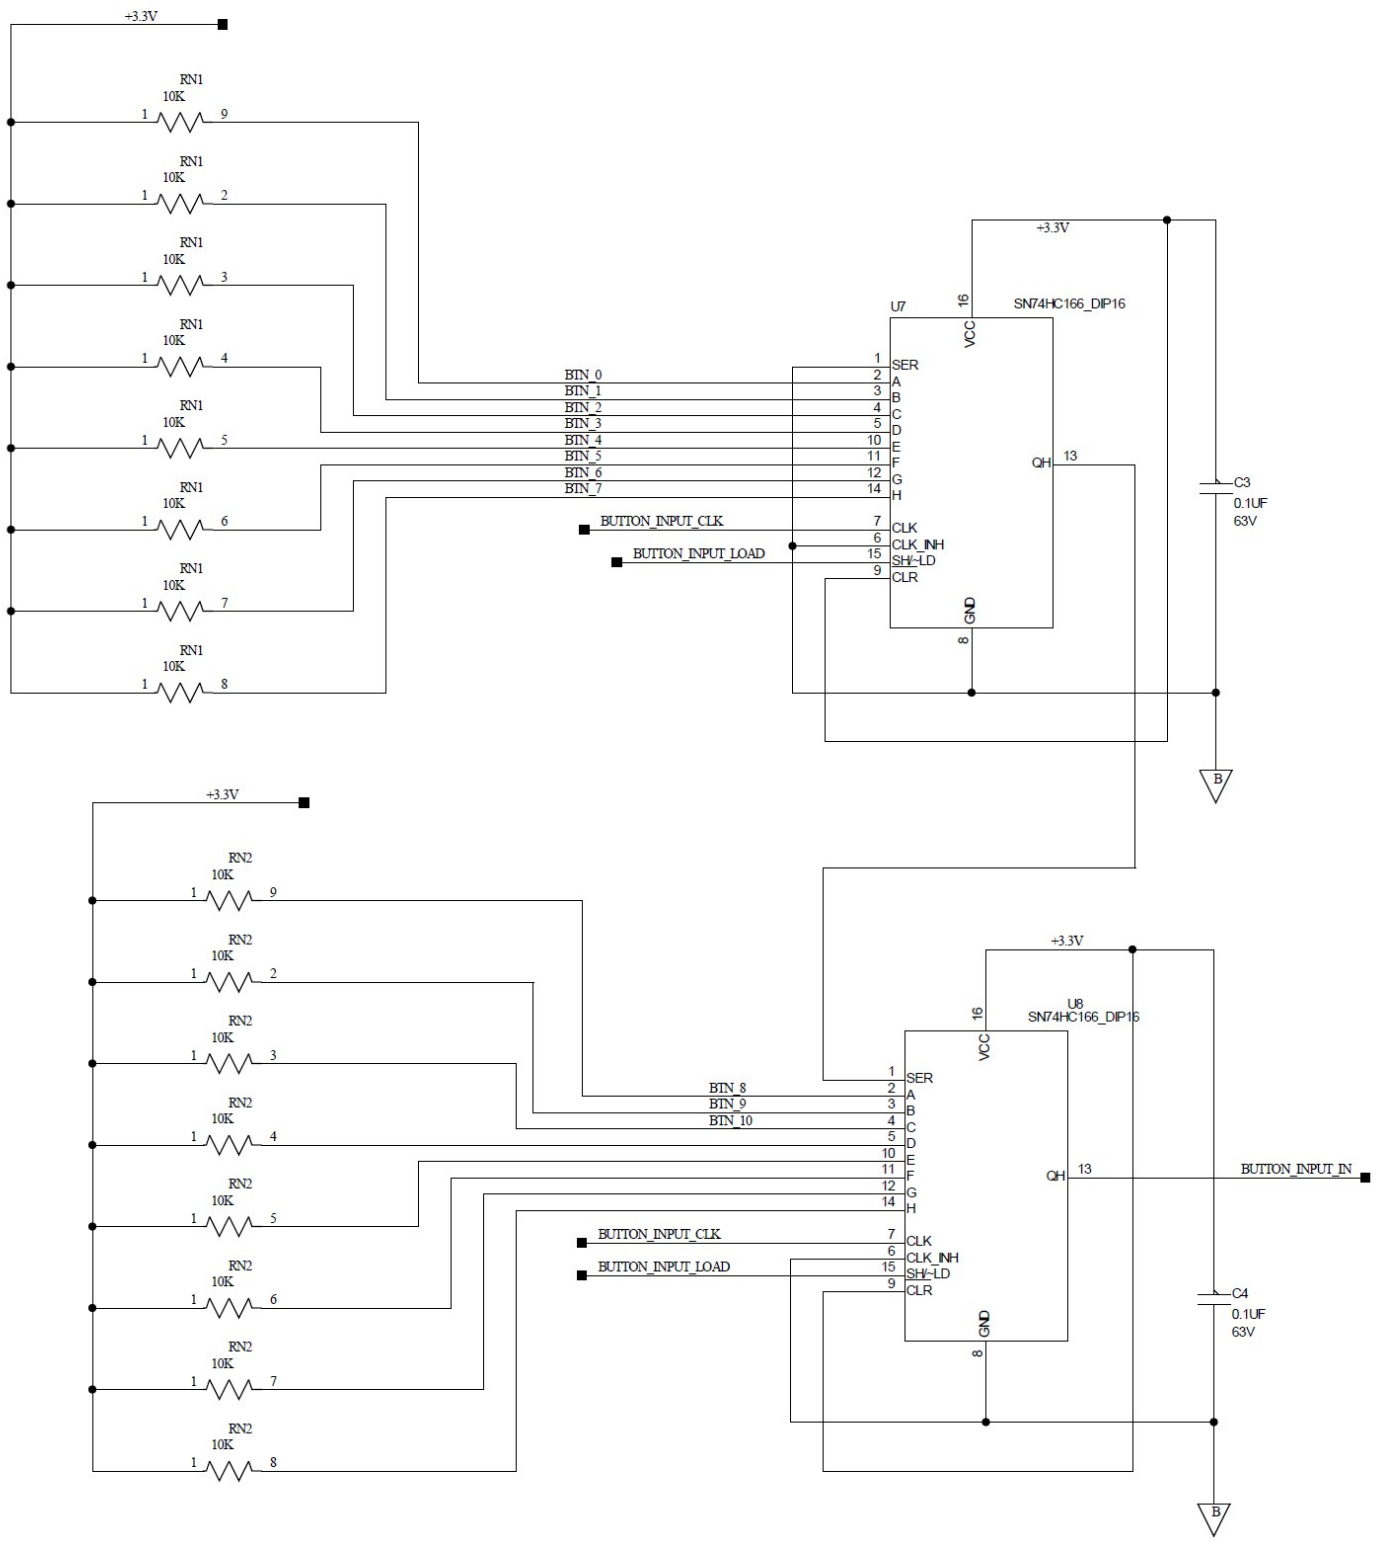 +3.3V
RN1
10K
1 9
RN1
10K
1 2
RN1
10K
1 3
RN1
10K
1 4
RN1
10K
1 5
RN1
10K
1 6
RN1
10K
1 7
RN1
10K
1 8
BTN_0
BTN_1
BTN_2
BTN_3
BTN_4
BTN_5
BTN_6
BTN_7
BUTTON_INPUT_CLK
BUTTON_INPUT_LOAD
+3.3V
U7
SN74HC166_DIP16
16
VCC
1 SER
2 A
3 B
4 C
5 D
10 E
11 F
12 G
14 H
7 CLK
6 CLK_INH
15 SH/~LD
9 CLR
QH 13
GND
8
C3
0.1UF
63V
B
+3.3V
RN2
10K
1 9
RN2
10K
1 2
RN2
10K
1 3
RN2
10K
1 4
RN2
10K
1 5
RN2
10K
1 6
RN2
10K
1 7
RN2
10K
1 8
BTN_8
BTN_9
BTN_10
BUTTON_INPUT_CLK
BUTTON_INPUT_LOAD
+3.3V
U8
SN74HC166_DIP16
16
VCC
1 SER
2 A
3 B
4 C
5 D
10 E
11 F
12 G
14 H
7 CLK
6 CLK_INH
15 SH/~LD
9 CLR
QH 13
BUTTON_INPUT_IN
GND
8
C4
0.1UF
63V
B